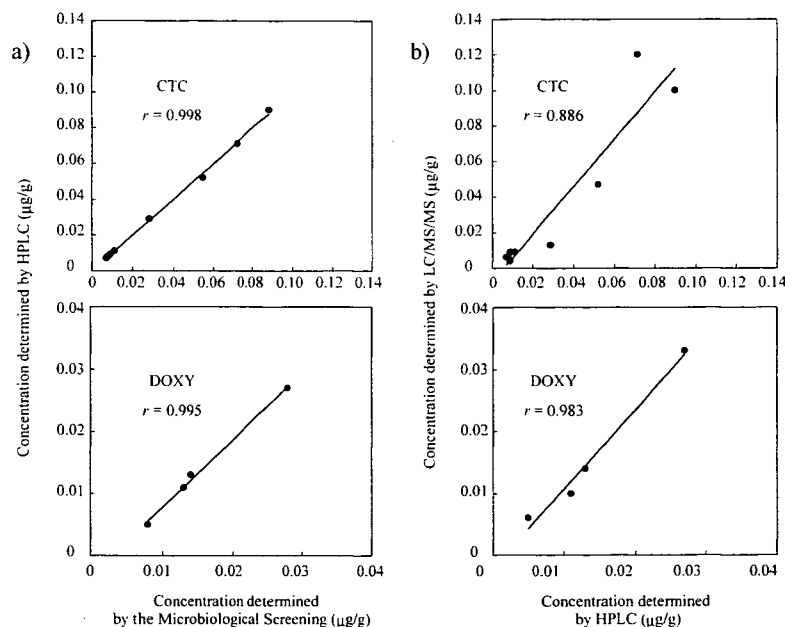 a)
Concentration determined by HPLC (μg/g)
0.14
0.12
0.10
0.08
0.06
0.04
0.02
0
CTC
r = 0.998
0 0.02 0.04 0.06 0.08 0.10 0.12 0.14
0.04
0.03
0.02
0.01
0
DOXY
r = 0.995
0 0.01 0.02 0.03 0.04
Concentration determined
by the Microbiological Screening (μg/g)
b)
Concentration determined by LC/MS/MS (μg/g)
0.14
0.12
0.10
0.08
0.06
0.04
0.02
0
CTC
r = 0.886
0 0.02 0.04 0.06 0.08 0.10 0.12 0.14
0.04
0.03
0.02
0.01
0
DOXY
r = 0.983
0 0.01 0.02 0.03 0.04
Concentration determined
by HPLC (μg/g)